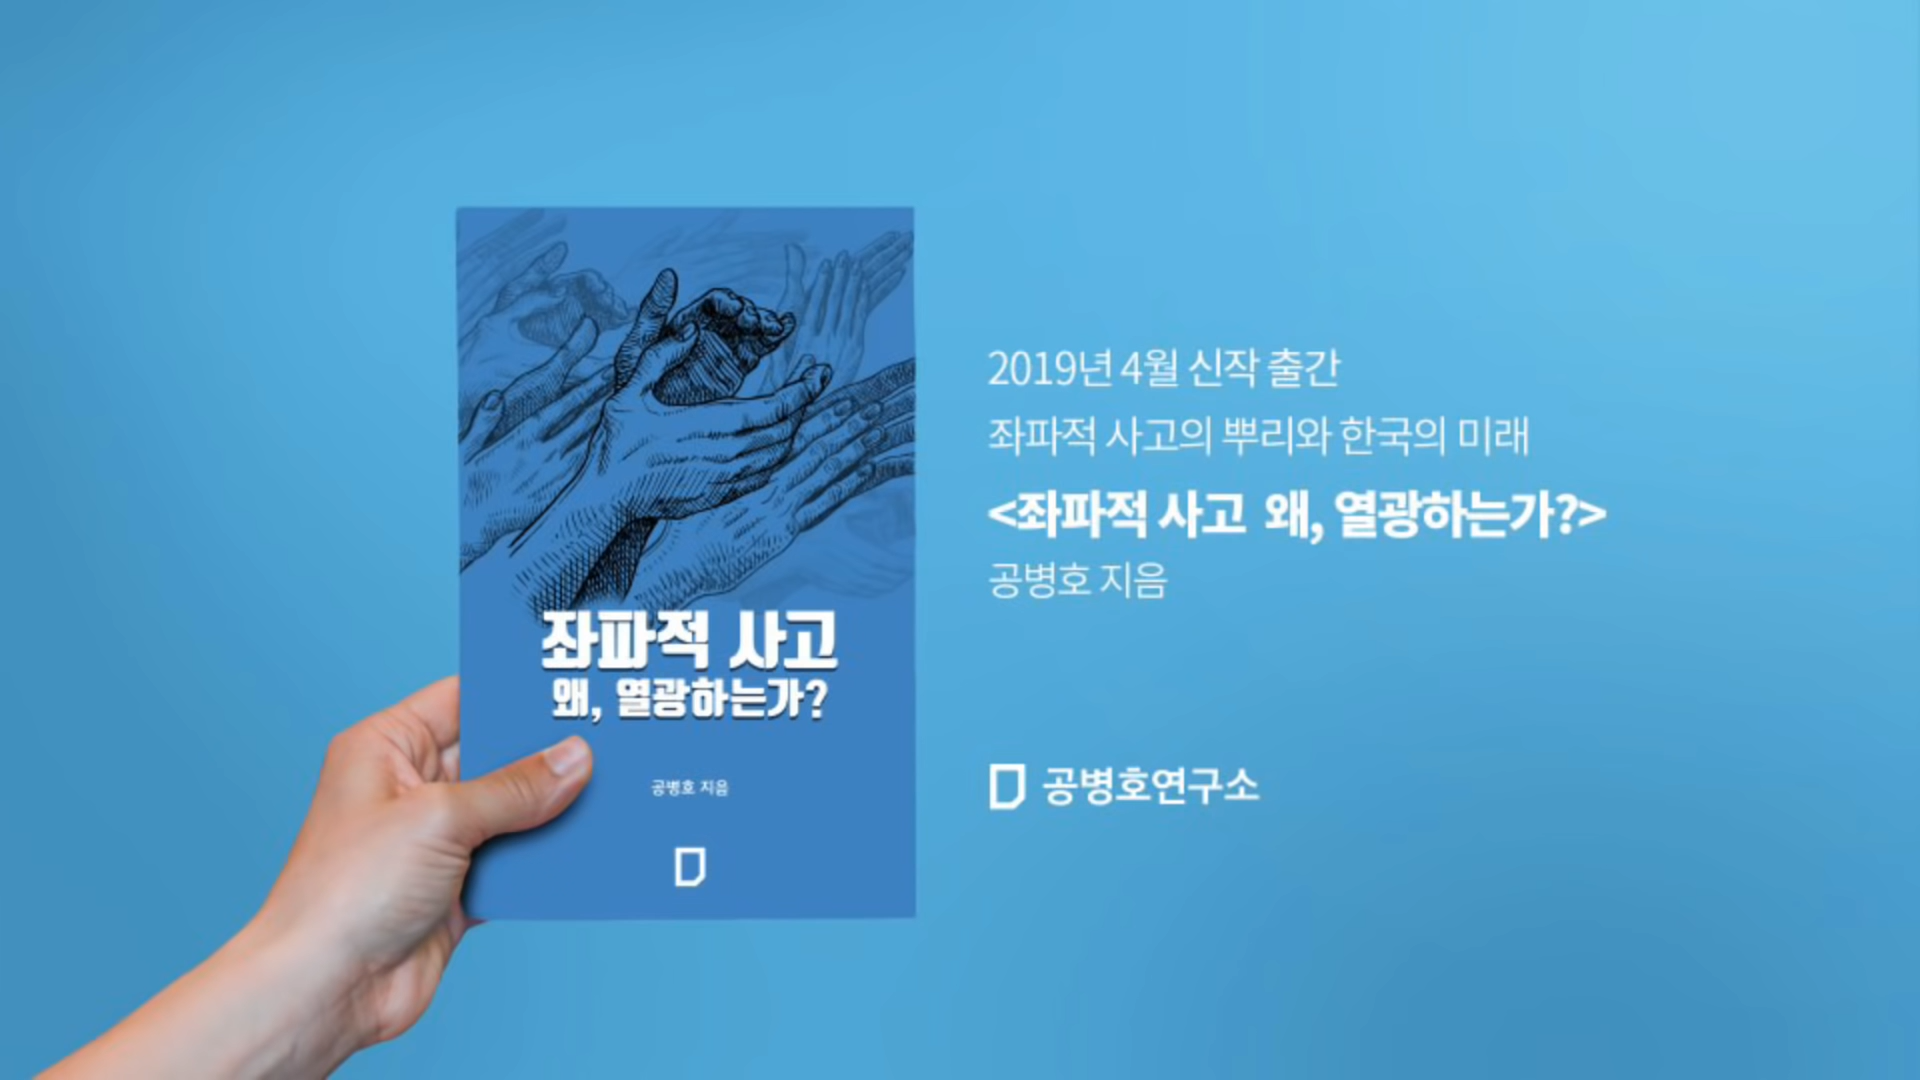 좌파적 사고
왜, 열광하는가?
공병호 지음
2019년 4월 신작 출간
좌파적 사고의 뿌리와 한국의 미래
<좌파적 사고 왜, 열광하는가?>
공병호 지음
공병호연구소